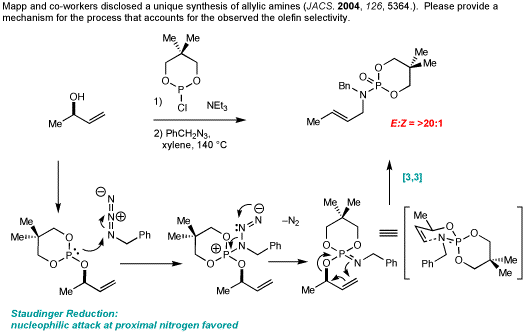 Mapp and co-workers disclosed a unique synthesis of allylic amines (JACS. 2004, 126, 5364.). Please provide a
mechanism for the process that accounts for the observed the olefin selectivity.
Me Me
O O
P
Cl
1) NEt3
2) PhCH2N3,
xylene, 140 °C
OH
Me
Me
Me
O
O
O=P
Bn
N
Me
E:Z = >20:1
[3,3]
Me
Me
O
O
P
O
Me
N
N
N
Ph
Me
Me
O
O
P
O
N
N
N
Ph
Me
–N2
Me Me
O O
P
O
N
Ph
Me
Me
O
N
P
O
O
Ph
Me
Me
Staudinger Reduction:
nucleophilic attack at proximal nitrogen favored